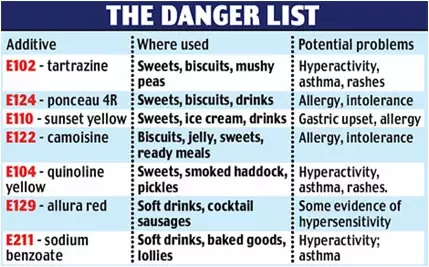 THE DANGER LIST
Additive Where used Potential problems
E102 - tartrazine Sweets, biscuits, mushy peas Hyperactivity, asthma, rashes
E124 - ponceau 4R Sweets, biscuits, drinks Allergy, intolerance
E110 - sunset yellow Sweets, ice cream, drinks Gastric upset, allergy
E122 - camoisine Biscuits, jelly, sweets, ready meals Allergy, intolerance
E104 - quinoline yellow Sweets, smoked haddock, pickles Hyperactivity, asthma, rashes.
E129 - allura red Soft drinks, cocktail sausages Some evidence of hypersensitivity
E211 - sodium benzoate Soft drinks, baked goods, lollies Hyperactivity; asthma